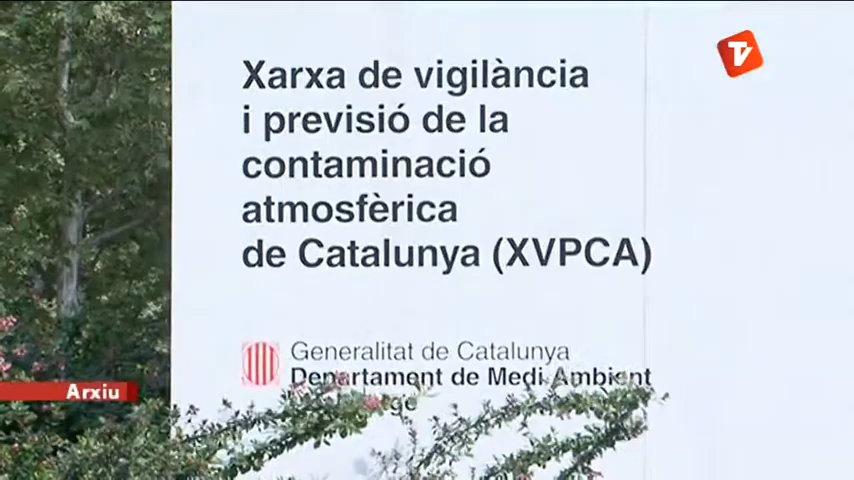 Xarxa de vigilància
i previsió de la
contaminació
atmosfèrica
de Catalunya (XVPCA)
Generalitat de Catalunya
Departament de Medi Ambient
Arxiu
TV